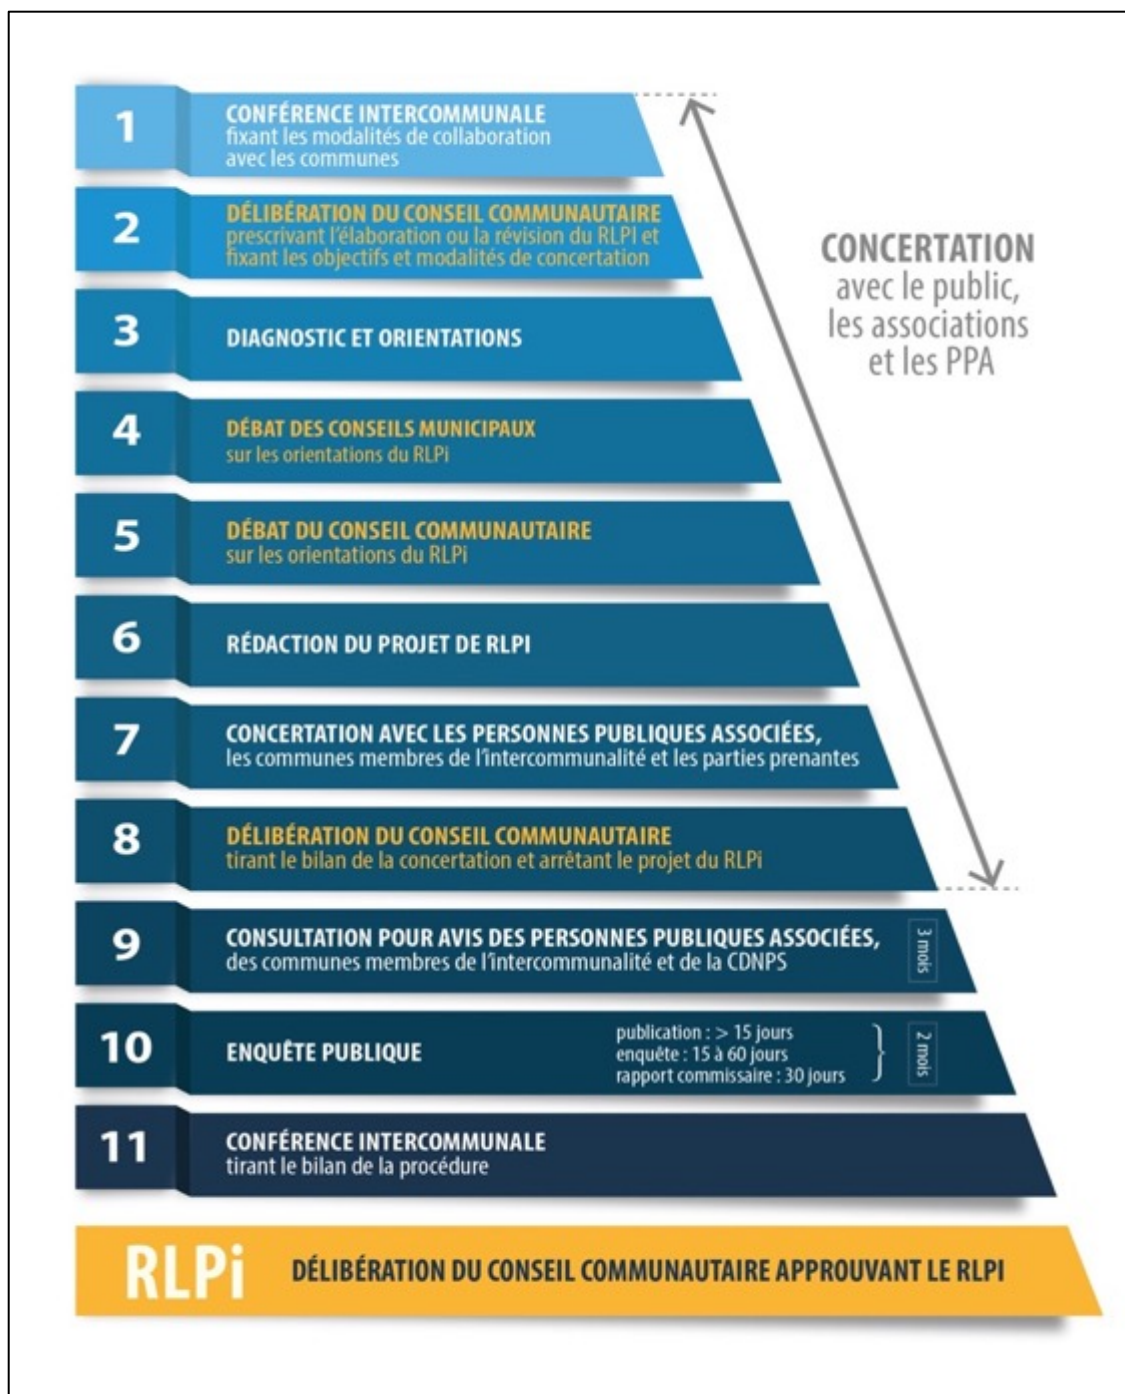 1
CONFÉRENCE INTERCOMMUNALE
fixant les modalités de collaboration
avec les communes
2
DÉLIBÉRATION DU CONSEIL COMMUNAUTAIRE
prescrivant l'élaboration ou la révision du RLPI et
fixant les objectifs et modalités de concertation
CONCERTATION
avec le public,
les associations
et les PPA
3
DIAGNOSTIC ET ORIENTATIONS
4
DÉBAT DES CONSEILS MUNICIPAUX
sur les orientations du RLPi
5
DÉBAT DU CONSEIL COMMUNAUTAIRE
sur les orientations du RLPi
6
RÉDACTION DU PROJET DE RLPI
7
CONCERTATION AVEC LES PERSONNES PUBLIQUES ASSOCIÉES,
les communes membres de l'intercommunalité et les parties prenantes
8
DÉLIBÉRATION DU CONSEIL COMMUNAUTAIRE
tirant le bilan de la concertation et arrêtant le projet du RLPi
9
CONSULTATION POUR AVIS DES PERSONNES PUBLIQUES ASSOCIÉES,
des communes membres de l'intercommunalité et de la CDNPS
3 mois
10
ENQUÊTE PUBLIQUE
publication : > 15 jours
enquête : 15 à 60 jours
rapport commissaire : 30 jours
2 mois
11
CONFÉRENCE INTERCOMMUNALE
tirant le bilan de la procédure
RLPi DÉLIBÉRATION DU CONSEIL COMMUNAUTAIRE APPROUVANT LE RLPI